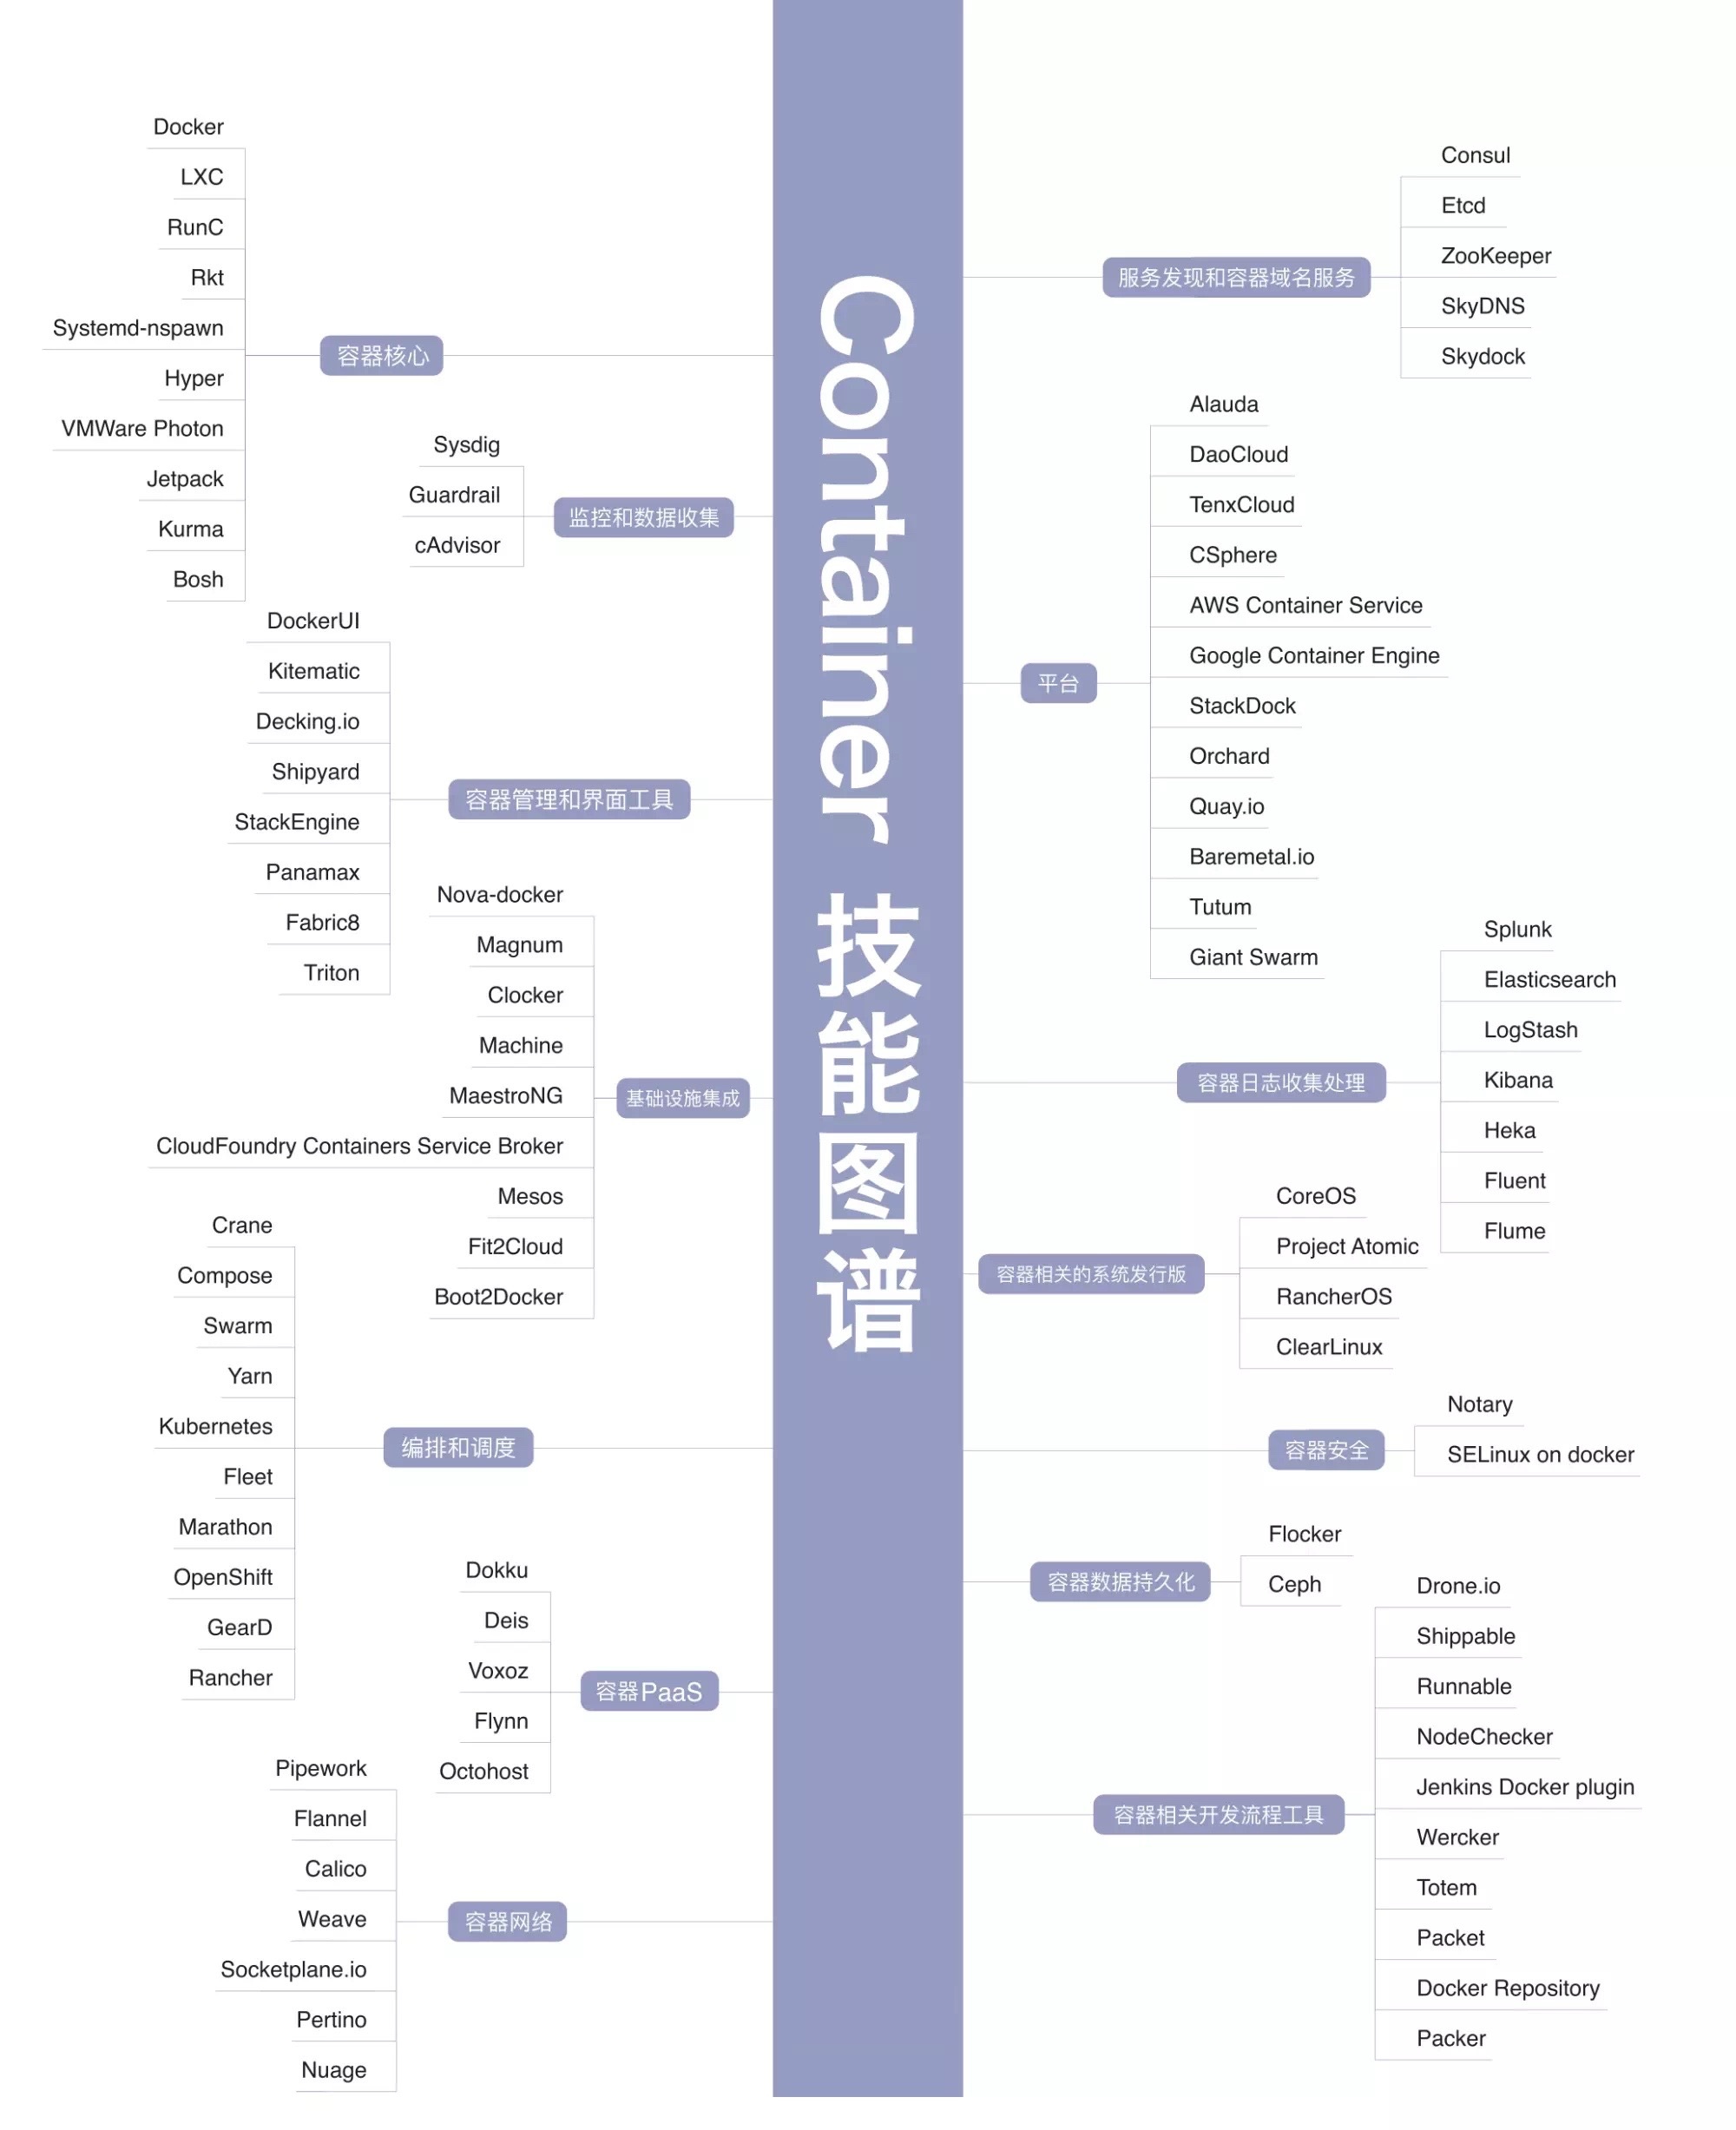 Container 技能图谱
容器核心
Docker
LXC
RunC
Rkt
Systemd-nspawn
Hyper
VMWare Photon
Jetpack
Kurma
Bosh
监控和数据收集
Sysdig
Guardrail
cAdvisor
容器管理和界面工具
DockerUI
Kitematic
Decking.io
Shipyard
StackEngine
Panamax
Fabric8
Triton
基础设施集成
Nova-docker
Magnum
Clocker
Machine
MaestroNG
CloudFoundry Containers Service Broker
Mesos
Fit2Cloud
Boot2Docker
编排和调度
Crane
Compose
Swarm
Yarn
Kubernetes
Fleet
Marathon
OpenShift
GearD
Rancher
容器PaaS
Dokku
Deis
Voxoz
Flynn
Octohost
容器网络
Pipework
Flannel
Calico
Weave
Socketplane.io
Pertino
Nuage
服务发现和容器域名服务
Consul
Etcd
ZooKeeper
SkyDNS
Skydock
平台
Alauda
DaoCloud
TenxCloud
CSphere
AWS Container Service
Google Container Engine
StackDock
Orchard
Quay.io
Baremetal.io
Tutum
Giant Swarm
容器日志收集处理
Splunk
Elasticsearch
LogStash
Kibana
Heka
Fluent
Flume
容器相关的系统发行版
CoreOS
Project Atomic
RancherOS
ClearLinux
容器安全
Notary
SELinux on docker
容器数据持久化
Flocker
Ceph
容器相关开发流程工具
Drone.io
Shippable
Runnable
NodeChecker
Jenkins Docker plugin
Wercker
Totem
Packet
Docker Repository
Packer